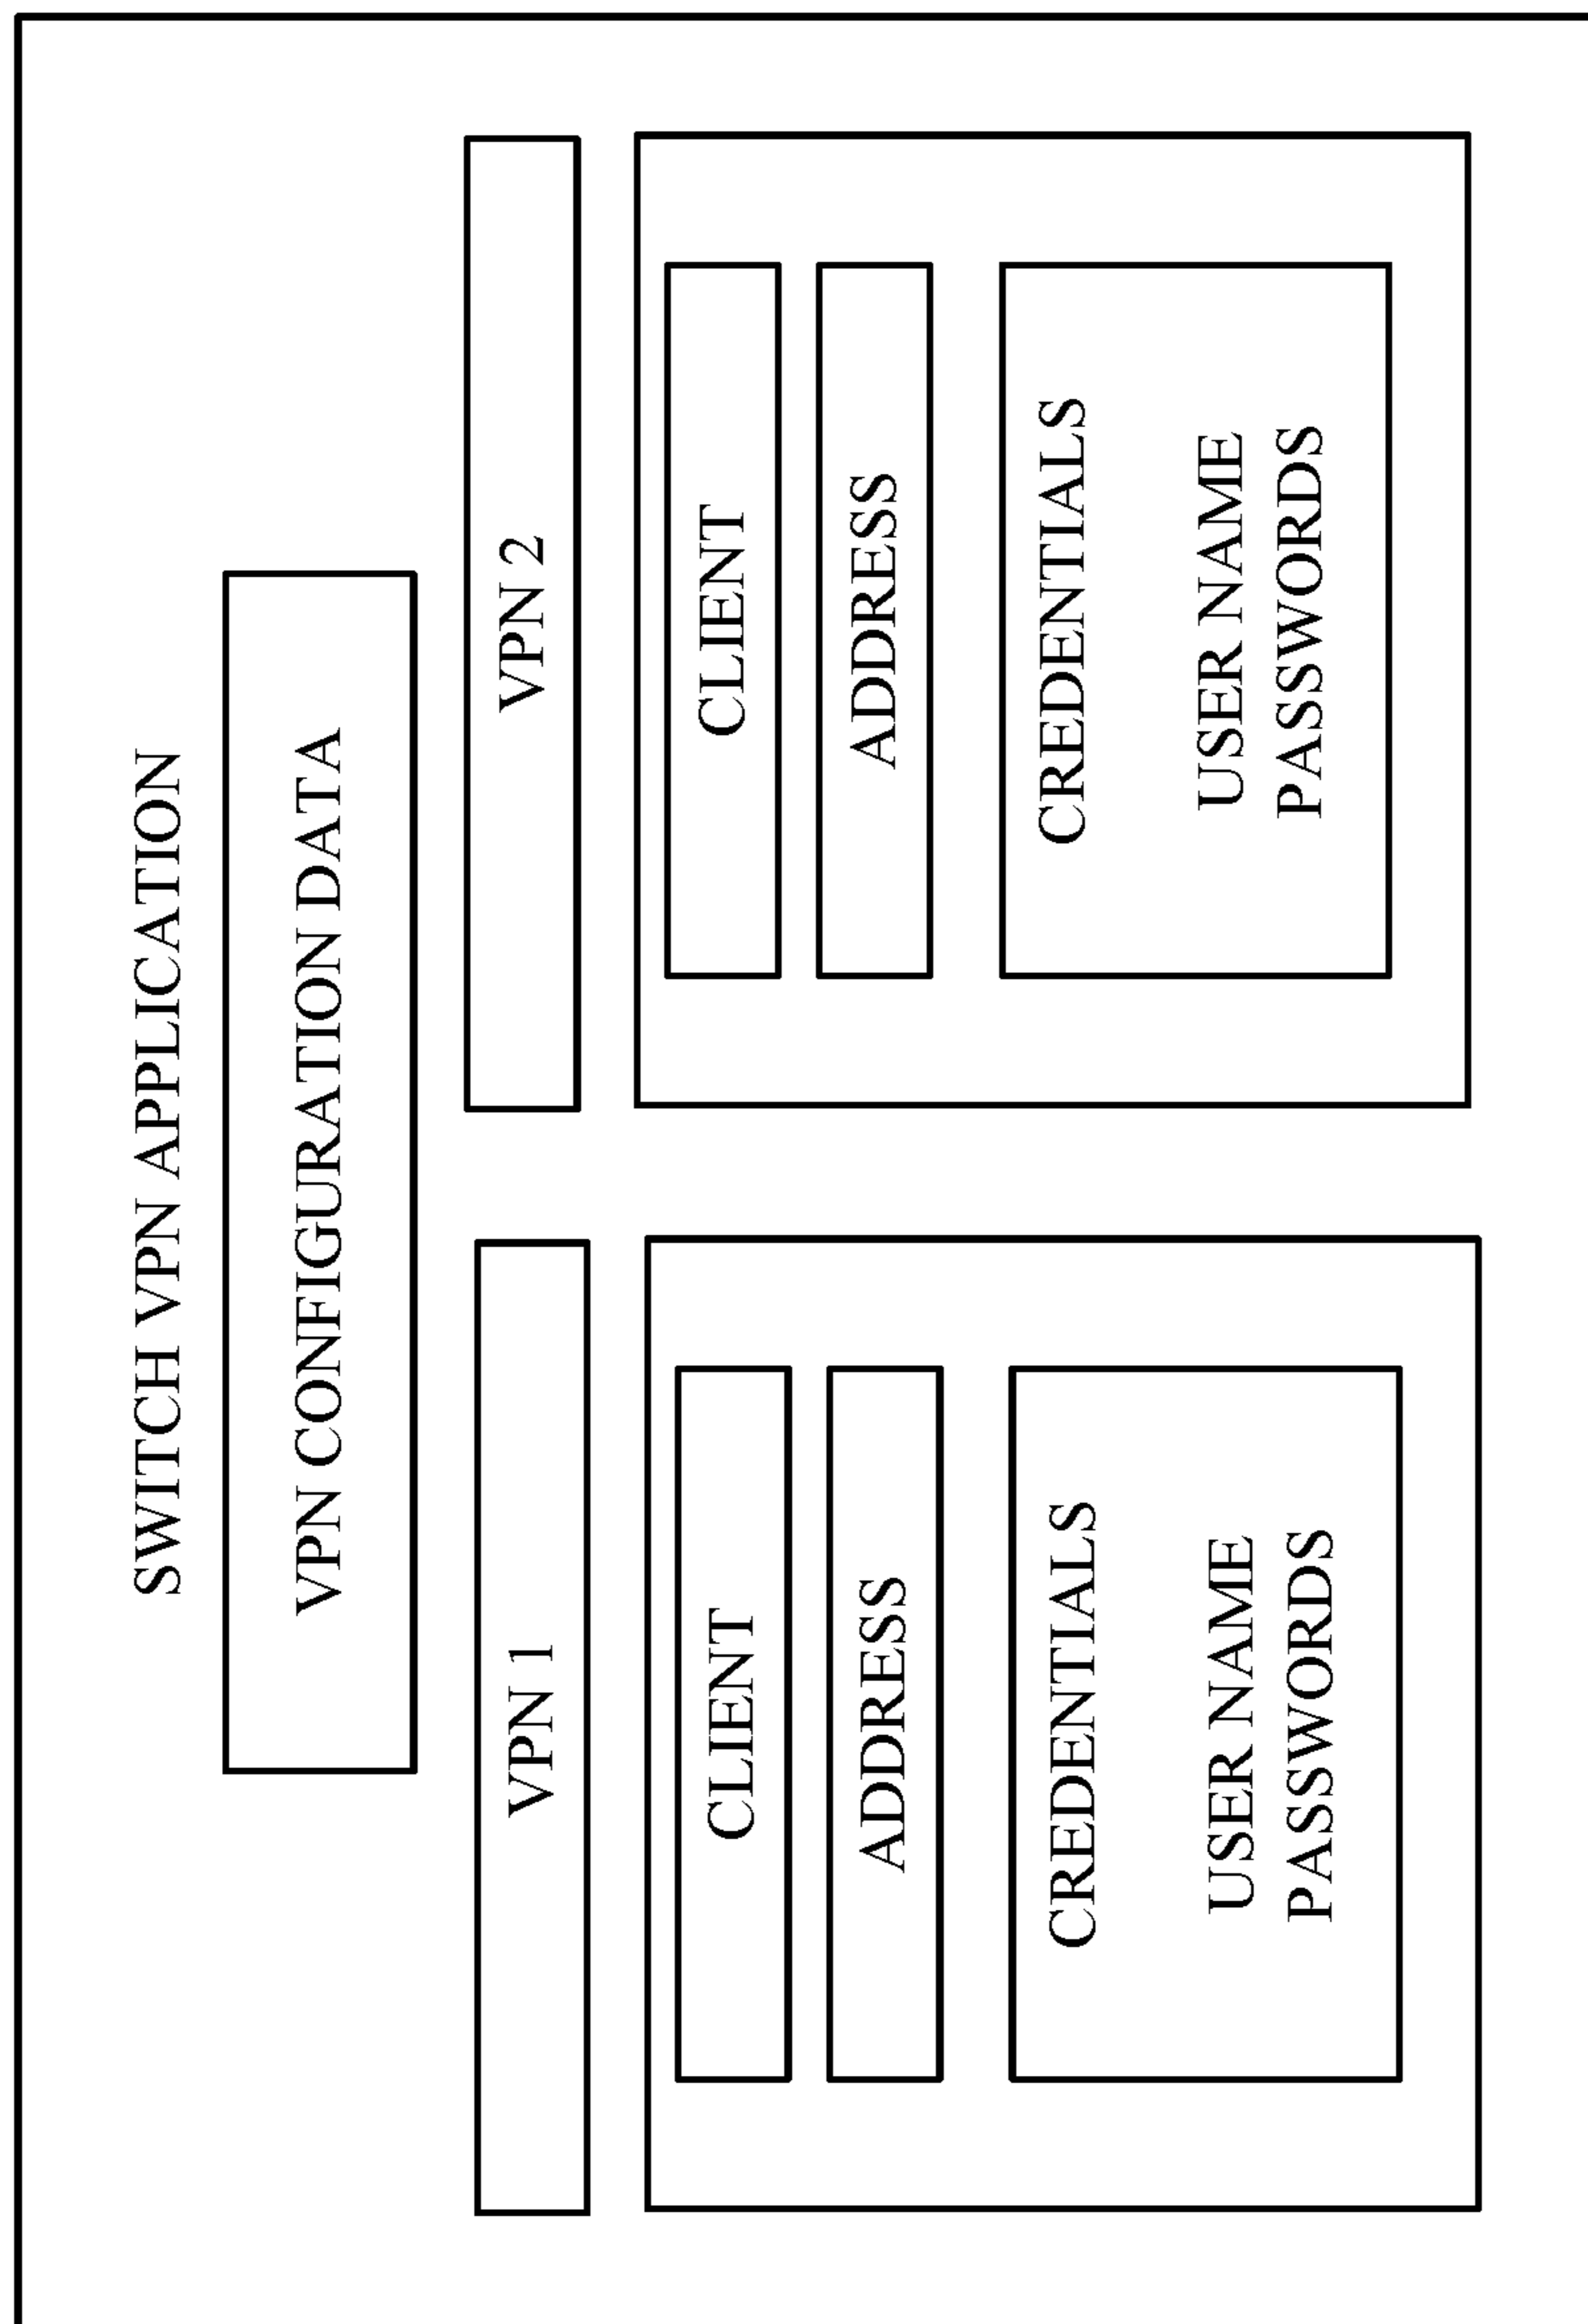 SWITCH VPN APPLICATION
VPN CONFIGURATION DATA
VPN 1
CLIENT
ADDRESS
CREDENTIALS
USER NAME
PASSWORDS
VPN 2
CLIENT
ADDRESS
CREDENTIALS
USER NAME
PASSWORDS